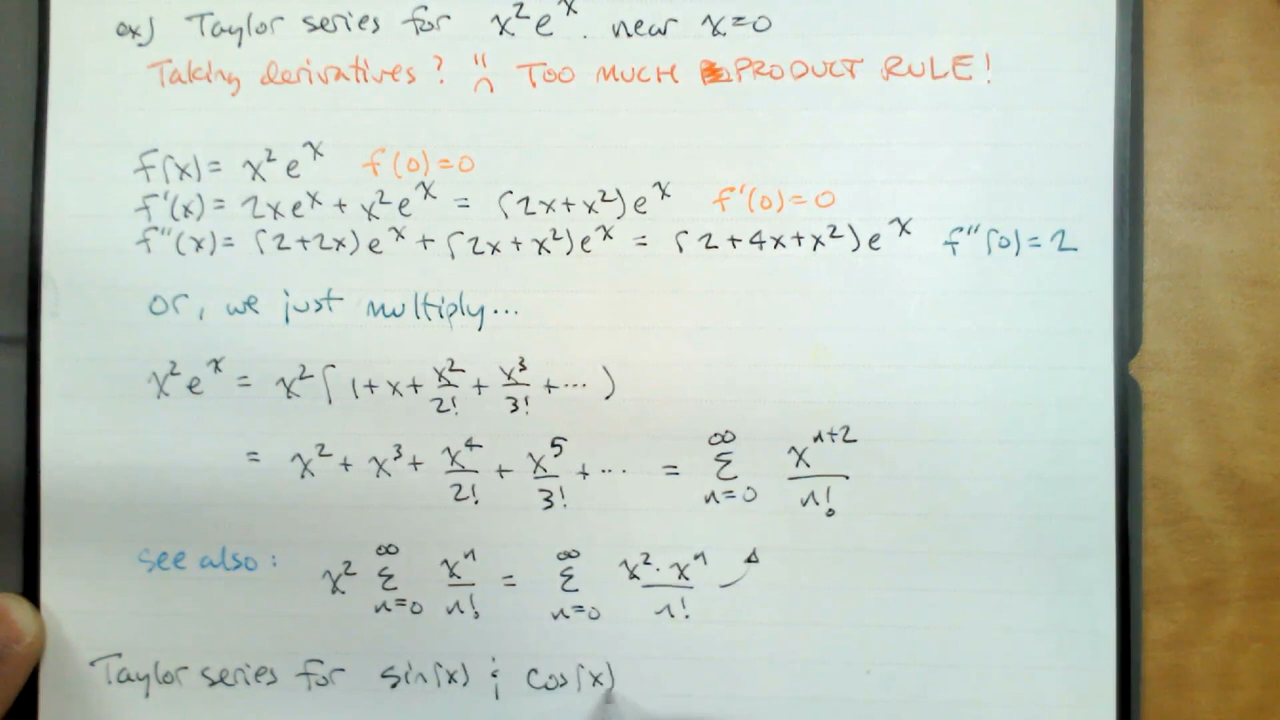 ex) Taylor series for x²eˣ. near x=0
Taking derivatives? TOO MUCH PRODUCT RULE!
f(x) = x²eˣ f(0)=0
f'(x) = 2xeˣ + x²eˣ = (2x+x²)eˣ f'(0)=0
f''(x) = (2+2x)eˣ + (2x+x²)eˣ = (2+4x+x²)eˣ f''(0)=2
or, we just multiply...
x²eˣ = x²(1+x+x²/2!+x³/3!+⋯)
= x²+x³+x⁴/2!+x⁵/3!+⋯ = ∑_{n=0}^{∞} x^{n+2}/n!
see also: x² ∑_{n=0}^{∞} xⁿ/n! = ∑_{n=0}^{∞} x²·xⁿ/n!
Taylor series for sin(x) & cos(x)